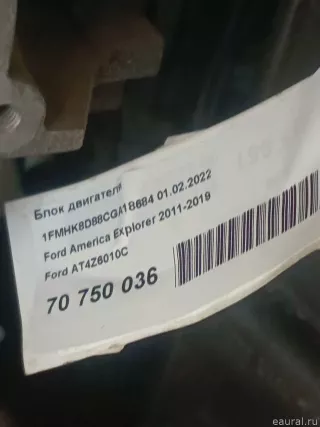 Блок двигателя
1FMHK8D88CGA18684 01.02.2022
Ford America Explorer 2011-2019
Ford AT4Z6010C
70 750 036
eaural.ru